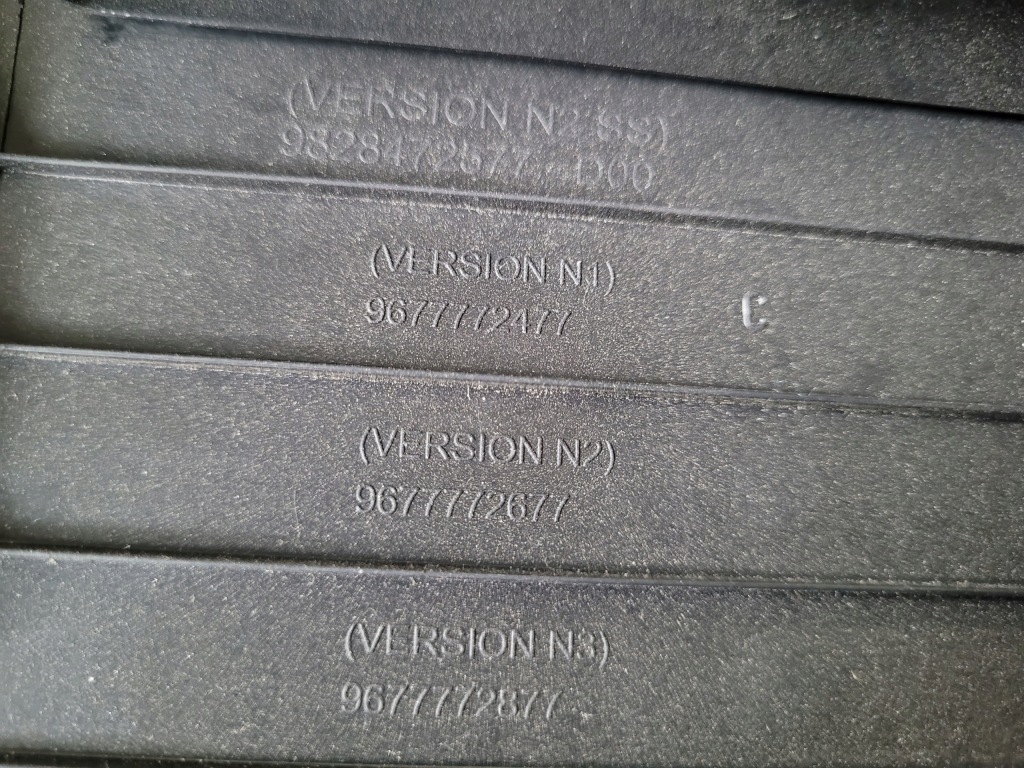 (VERSION N2 SS)
9828472577 - D00
(VERSION N1)
9677772477
C
(VERSION N2)
9677772677
(VERSION N3)
9677772877